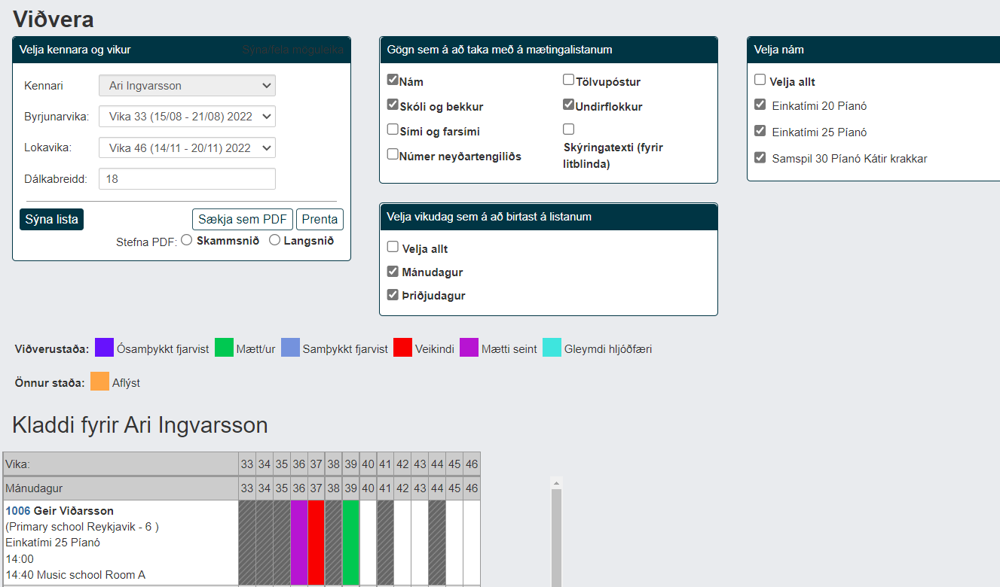 Viðvera
Velja kennara og vikur Sýna/fela möguleika
Kennari Ari Ingvarsson
Byrjunarvika: Vika 33 (15/08 - 21/08) 2022
Lokavika: Vika 46 (14/11 - 20/11) 2022
Dálkabreidd: 18
Sýna lista Sækja sem PDF Prenta
Stefna PDF: Skammsnið Langsnið
Gögn sem á að taka með á mætingalistanum
Nám Tölvupóstur
Skóli og bekkur Undirflokkur
Sími og farsími
Númer neyðartengiliðs
Skýringatexti (fyrir
litblinda)
Velja vikudag sem á að birtast á listanum
Velja allt
Mánudagur
Þriðjudagur
Velja nám
Velja allt
Einkatími 20 Píanó
Einkatími 25 Píanó
Samspil 30 Píanó Kátir krakkar
Viðverustaða: Ósamþykkt fjarvist Mætt/ur Samþykkt fjarvist Veikindi Mætti seint Gleymdi hljóðfæri
Önnur staða: Aflýst
Kladdi fyrir Ari Ingvarsson
Vika: 33 34 35 36 37 38 39 40 41 42 43 44 45 46
Mánudagur 33 34 35 36 37 38 39 40 41 42 43 44 45 46
1006 Geir Viðarsson
(Primary school Reykjavik - 6 )
Einkatími 25 Píanó
14:00
14:40 Music school Room A